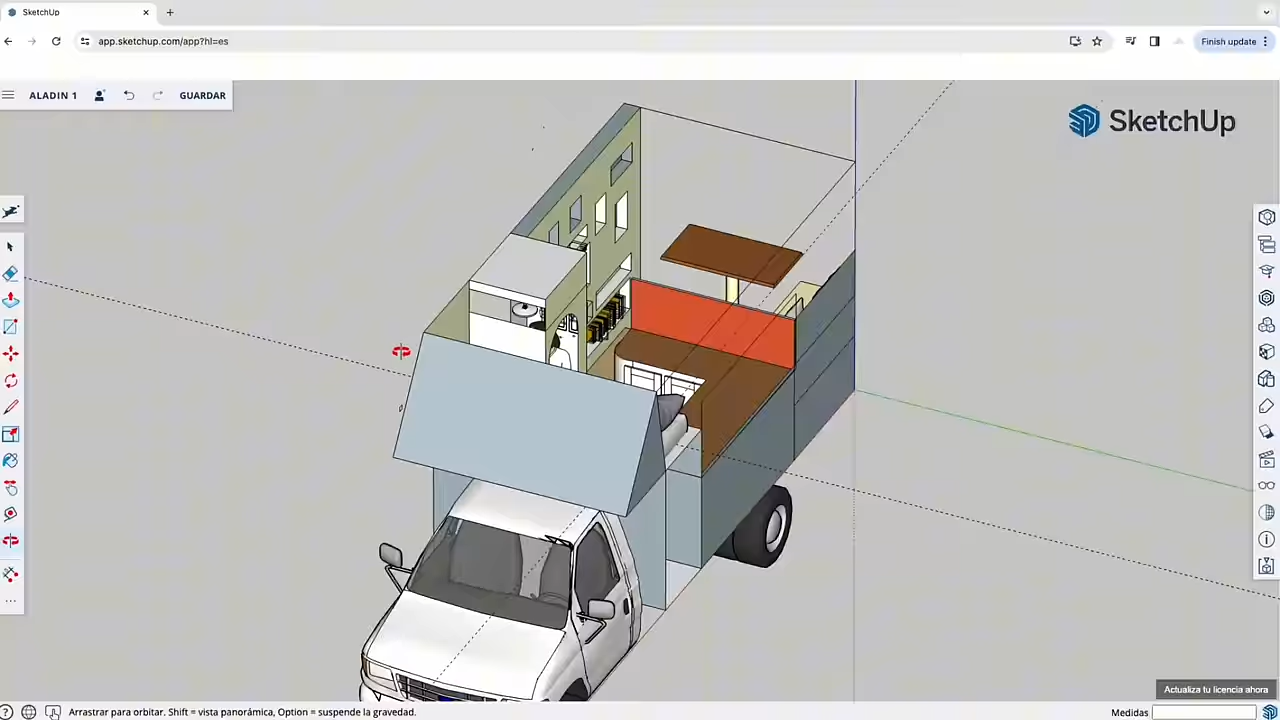 SketchUp
app.sketchup.com/app?hl=es
Finish update
ALADIN 1
GUARDAR
SketchUp
Actualiza tu licencia ahora
Arrastrar para orbitar. Shift = vista panorámica, Option = suspende la gravedad.
Medidas